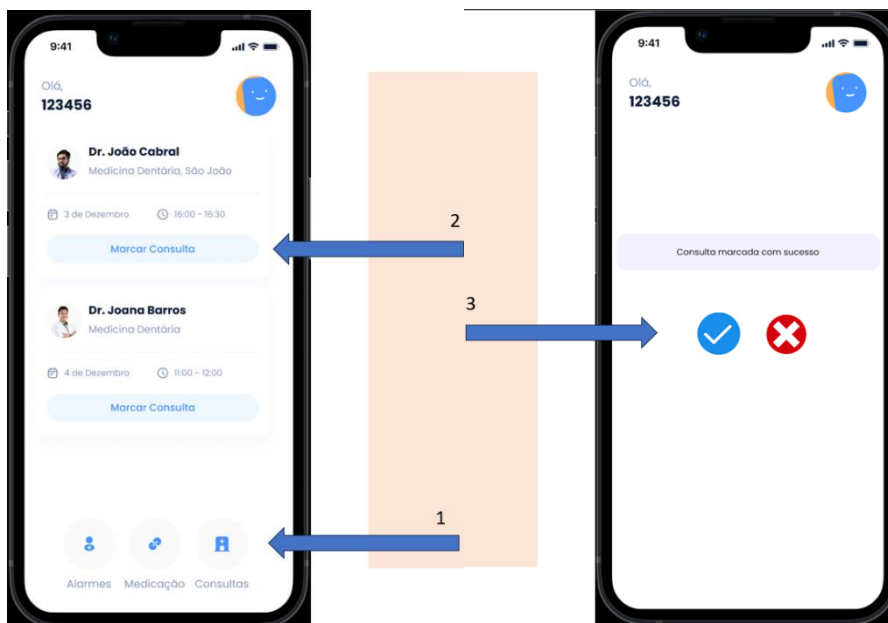 9:41
Olá,
123456
Dr. João Cabral
Medicina Dentária, São João
3 de Dezembro
16:00 - 16:30
Marcar Consulta
Dr. Joana Barros
Medicina Dentária
4 de Dezembro
11:00 - 12:00
Marcar Consulta
Alarmes
Medicação
Consultas
2
3
1
9:41
Olá,
123456
Consulta marcada com sucesso